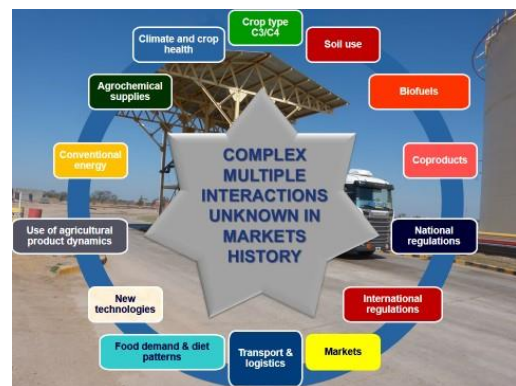 Crop type
C3/C4
Climate and crop
health
Soil use
Agrochemical
supplies
Biofuels
Conventional
energy
COMPLEX
MULTIPLE
INTERACTIONS
UNKNOWN IN
MARKETS
HISTORY
Coproducts
Use of agricultural
product dynamics
National
regulations
New
technologies
International
regulations
Food demand & diet
patterns
Transport &
logistics
Markets